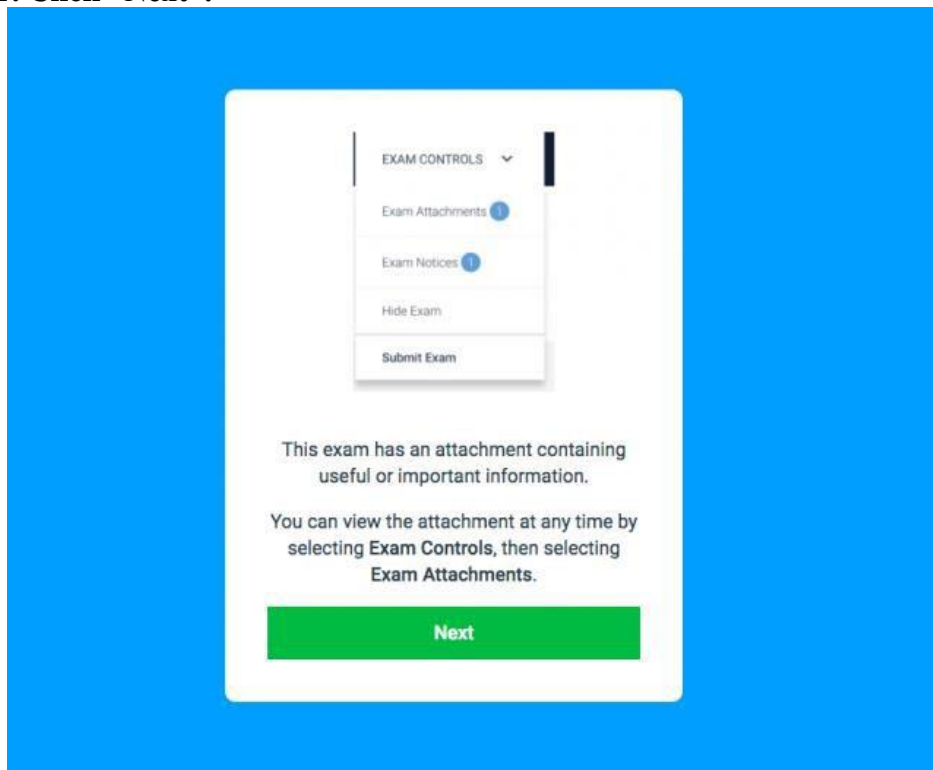 EXAM CONTROLS
Exam Attachments 1
Exam Notices 1
Hide Exam
Submit Exam
This exam has an attachment containing
useful or important information.
You can view the attachment at any time by
selecting Exam Controls, then selecting
Exam Attachments.
Next